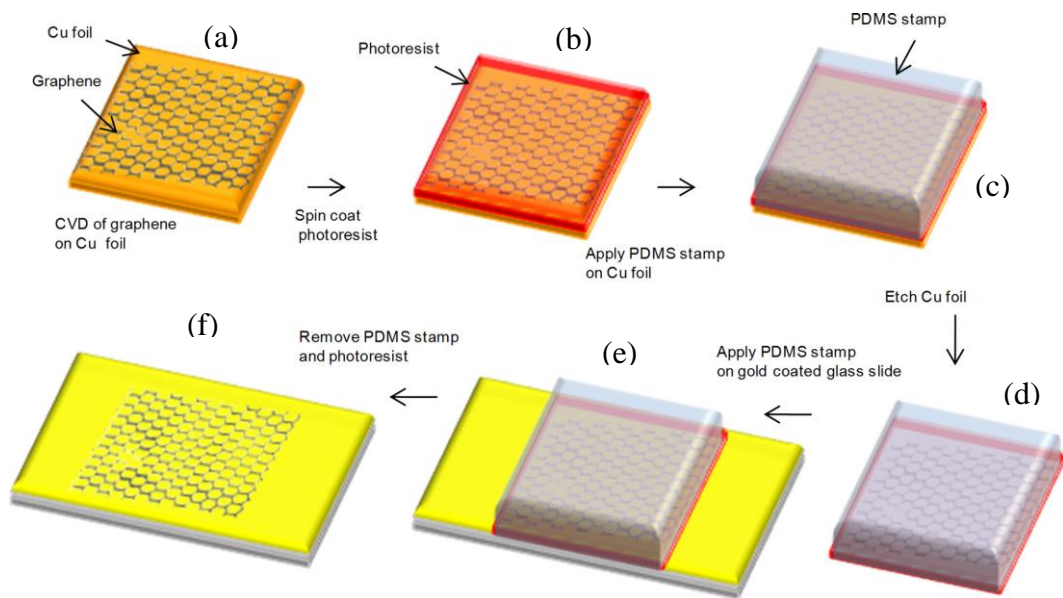 (a)
Cu foil
Graphene
CVD of graphene
on Cu foil
Spin coat
photoresist
(b)
Photoresist
Apply PDMS stamp
on Cu foil
PDMS stamp
(c)
Etch Cu foil
(d)
Apply PDMS stamp
on gold coated glass slide
(e)
Remove PDMS stamp
and photoresist
(f)